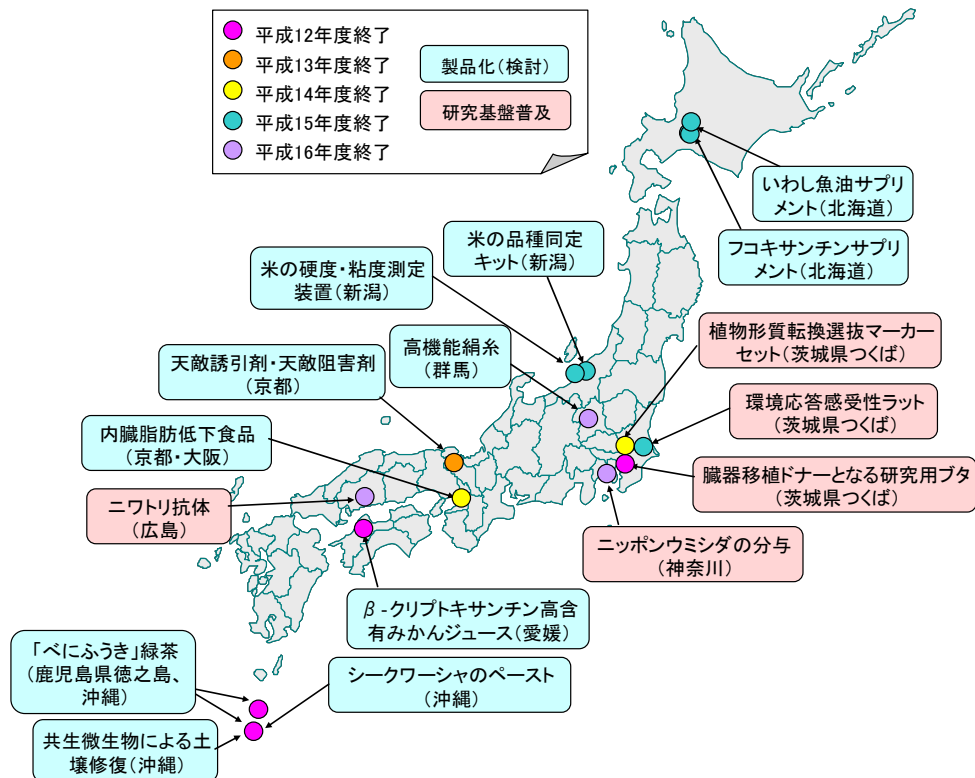 平成12年度終了
平成13年度終了
平成14年度終了
平成15年度終了
平成16年度終了
製品化(検討)
研究基盤普及
いわし魚油サプリ
メント(北海道)
フコキサンチンサプリ
メント(北海道)
米の品種同定
キット(新潟)
米の硬度・粘度測定
装置(新潟)
高機能絹糸
(群馬)
天敵誘引剤・天敵阻害剤
(京都)
内臓脂肪低下食品
(京都・大阪)
ニワトリ抗体
(広島)
植物形質転換選抜マーカー
セット(茨城県つくば)
環境応答感受性ラット
(茨城県つくば)
臓器移植ドナーとなる研究用ブタ
(茨城県つくば)
ニッポンウミシダの分与
(神奈川)
β-クリプトキサンチン高含
有みかんジュース(愛媛)
「べにふうき」緑茶
(鹿児島県徳之島、
沖縄)
シークワーシャのペースト
(沖縄)
共生微生物による土
壌修復(沖縄)